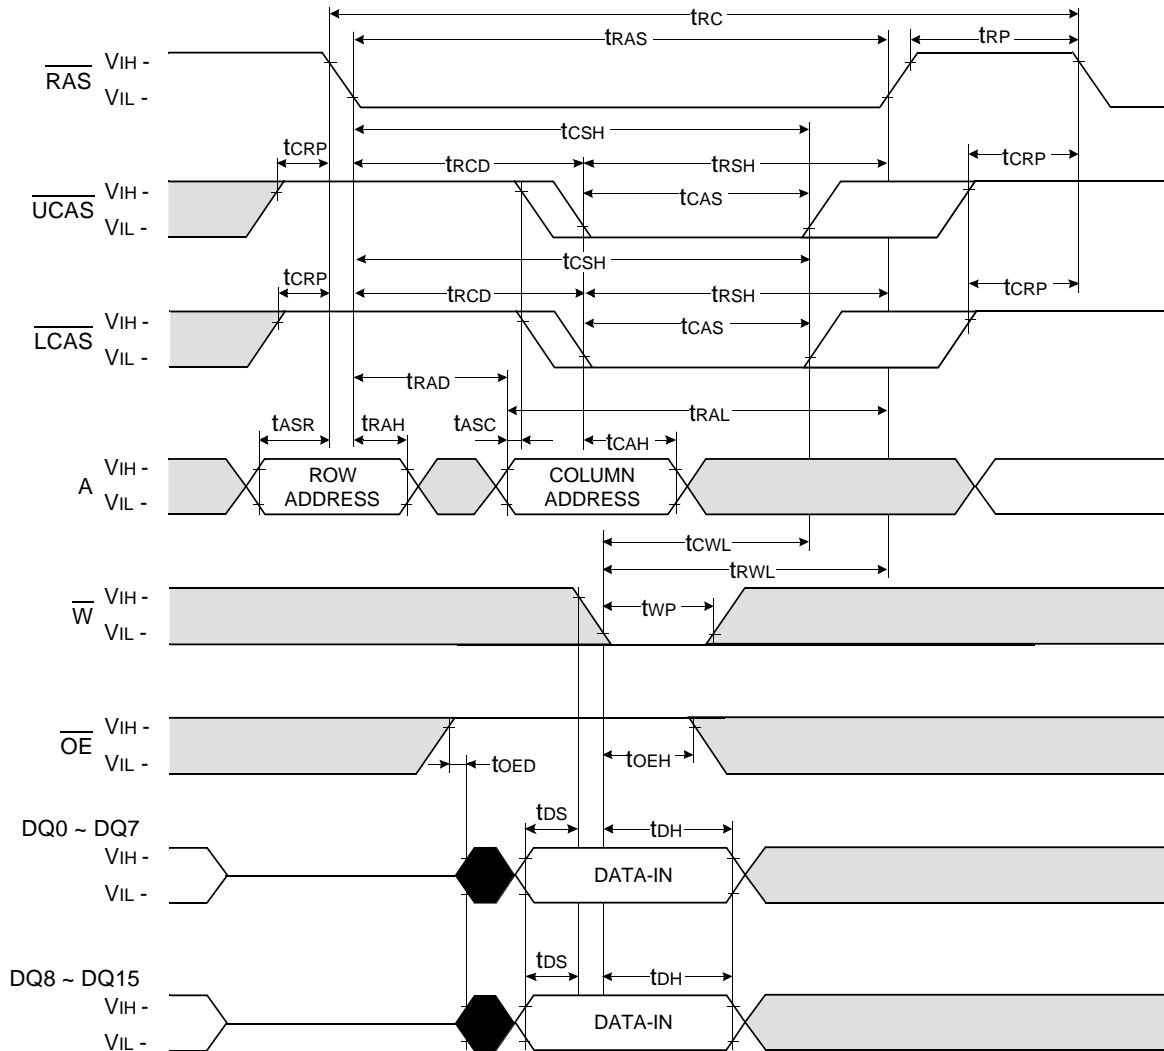 tRC
tRAS
tRP
RAS
VIH -
VIL -
tCSH
tCRP
tRCD
tRSH
tCRP
UCAS
VIH -
VIL -
tCAS
tCSH
tCRP
tRCD
tRSH
tCRP
LCAS
VIH -
VIL -
tCAS
tRAD
tRAL
tASR
tRAH
tASC
tCAH
A
VIH -
VIL -
ROW
ADDRESS
COLUMN
ADDRESS
tCWL
tRWL
W
VIH -
VIL -
tWP
OE
VIH -
VIL -
tOED
tOEH
DQ0 ~ DQ7
VIH -
VIL -
tDS
tDH
DATA-IN
DQ8 ~ DQ15
VIH -
VIL -
tDS
tDH
DATA-IN